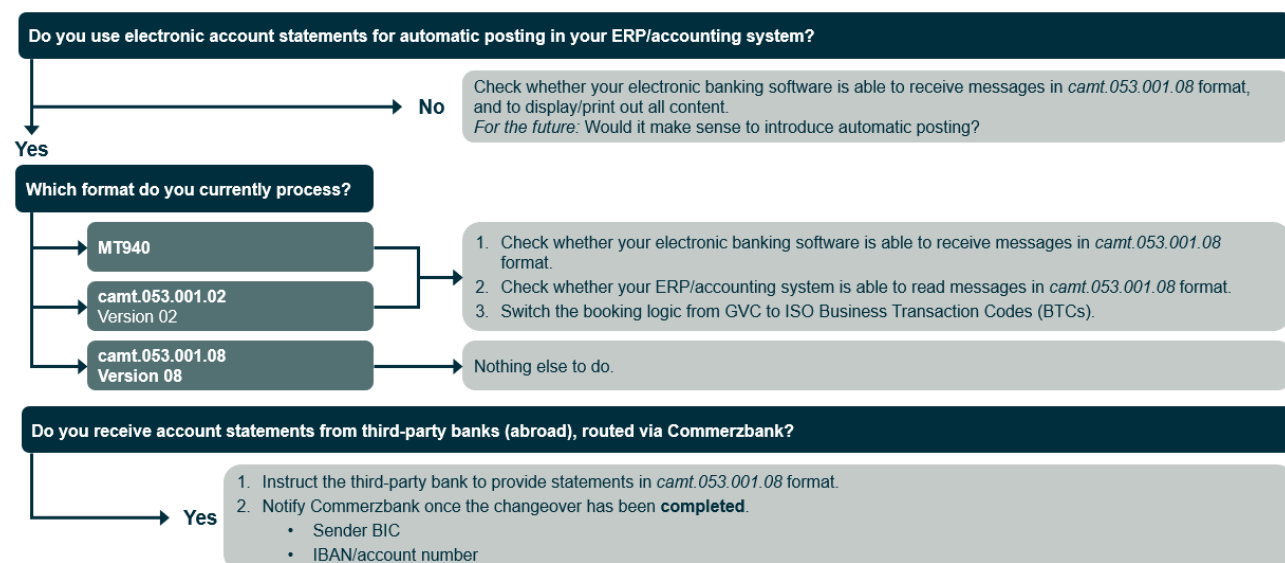 Do you use electronic account statements for automatic posting in your ERP/accounting system?
No
Check whether your electronic banking software is able to receive messages in camt.053.001.08 format,
and to display/print out all content.
For the future: Would it make sense to introduce automatic posting?
Yes
Which format do you currently process?
MT940
camt.053.001.02
Version 02
camt.053.001.08
Version 08
1. Check whether your electronic banking software is able to receive messages in camt.053.001.08
format.
2. Check whether your ERP/accounting system is able to read messages in camt.053.001.08 format.
3. Switch the booking logic from GVC to ISO Business Transaction Codes (BTCs).
Nothing else to do.
Do you receive account statements from third-party banks (abroad), routed via Commerzbank?
Yes
1. Instruct the third-party bank to provide statements in camt.053.001.08 format.
2. Notify Commerzbank once the changeover has been completed.
• Sender BIC
• IBAN/account number